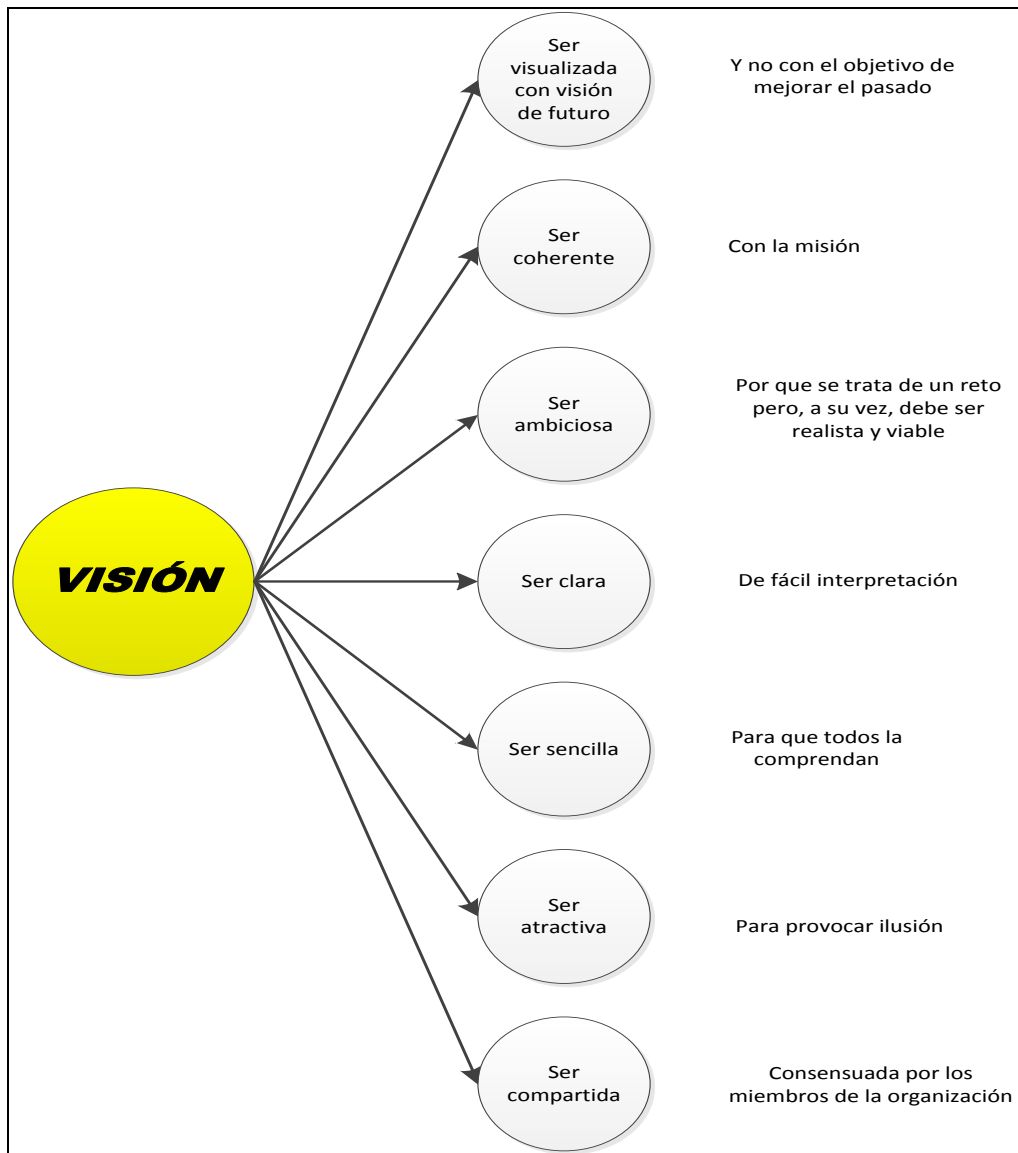 Ser
visualizada
con visión
de futuro
Y no con el objetivo de
mejorar el pasado
Ser
coherente
Con la misión
Ser
ambiciosa
Por que se trata de un reto
pero, a su vez, debe ser
realista y viable
VISIÓN
Ser clara
De fácil interpretación
Ser sencilla
Para que todos la
comprendan
Ser
atractiva
Para provocar ilusión
Ser
compartida
Consensuada por los
miembros de la organización